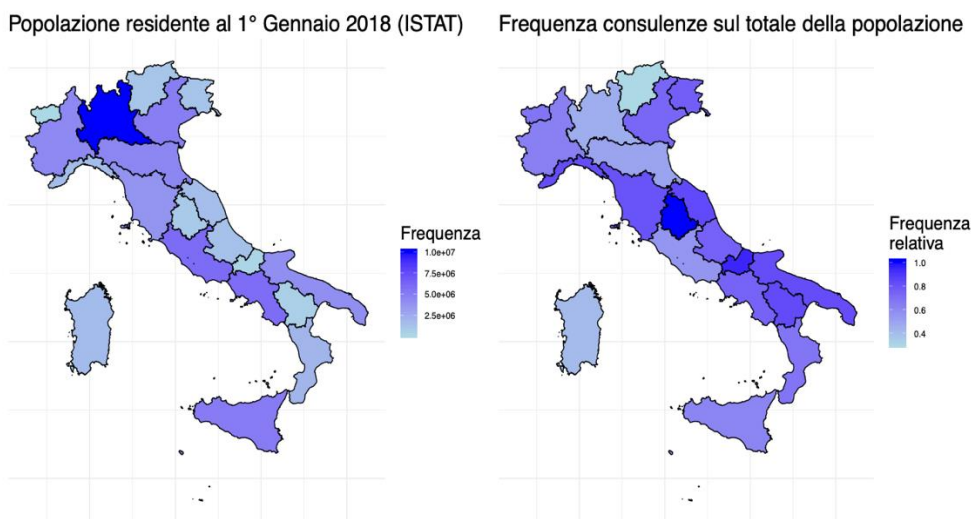 Popolazione residente al 1° Gennaio 2018 (ISTAT)
Frequenza
1.0e+07
7.5e+06
5.0e+06
2.5e+06
Frequenza consulenze sul totale della popolazione
Frequenza
relativa
1.0
0.8
0.6
0.4